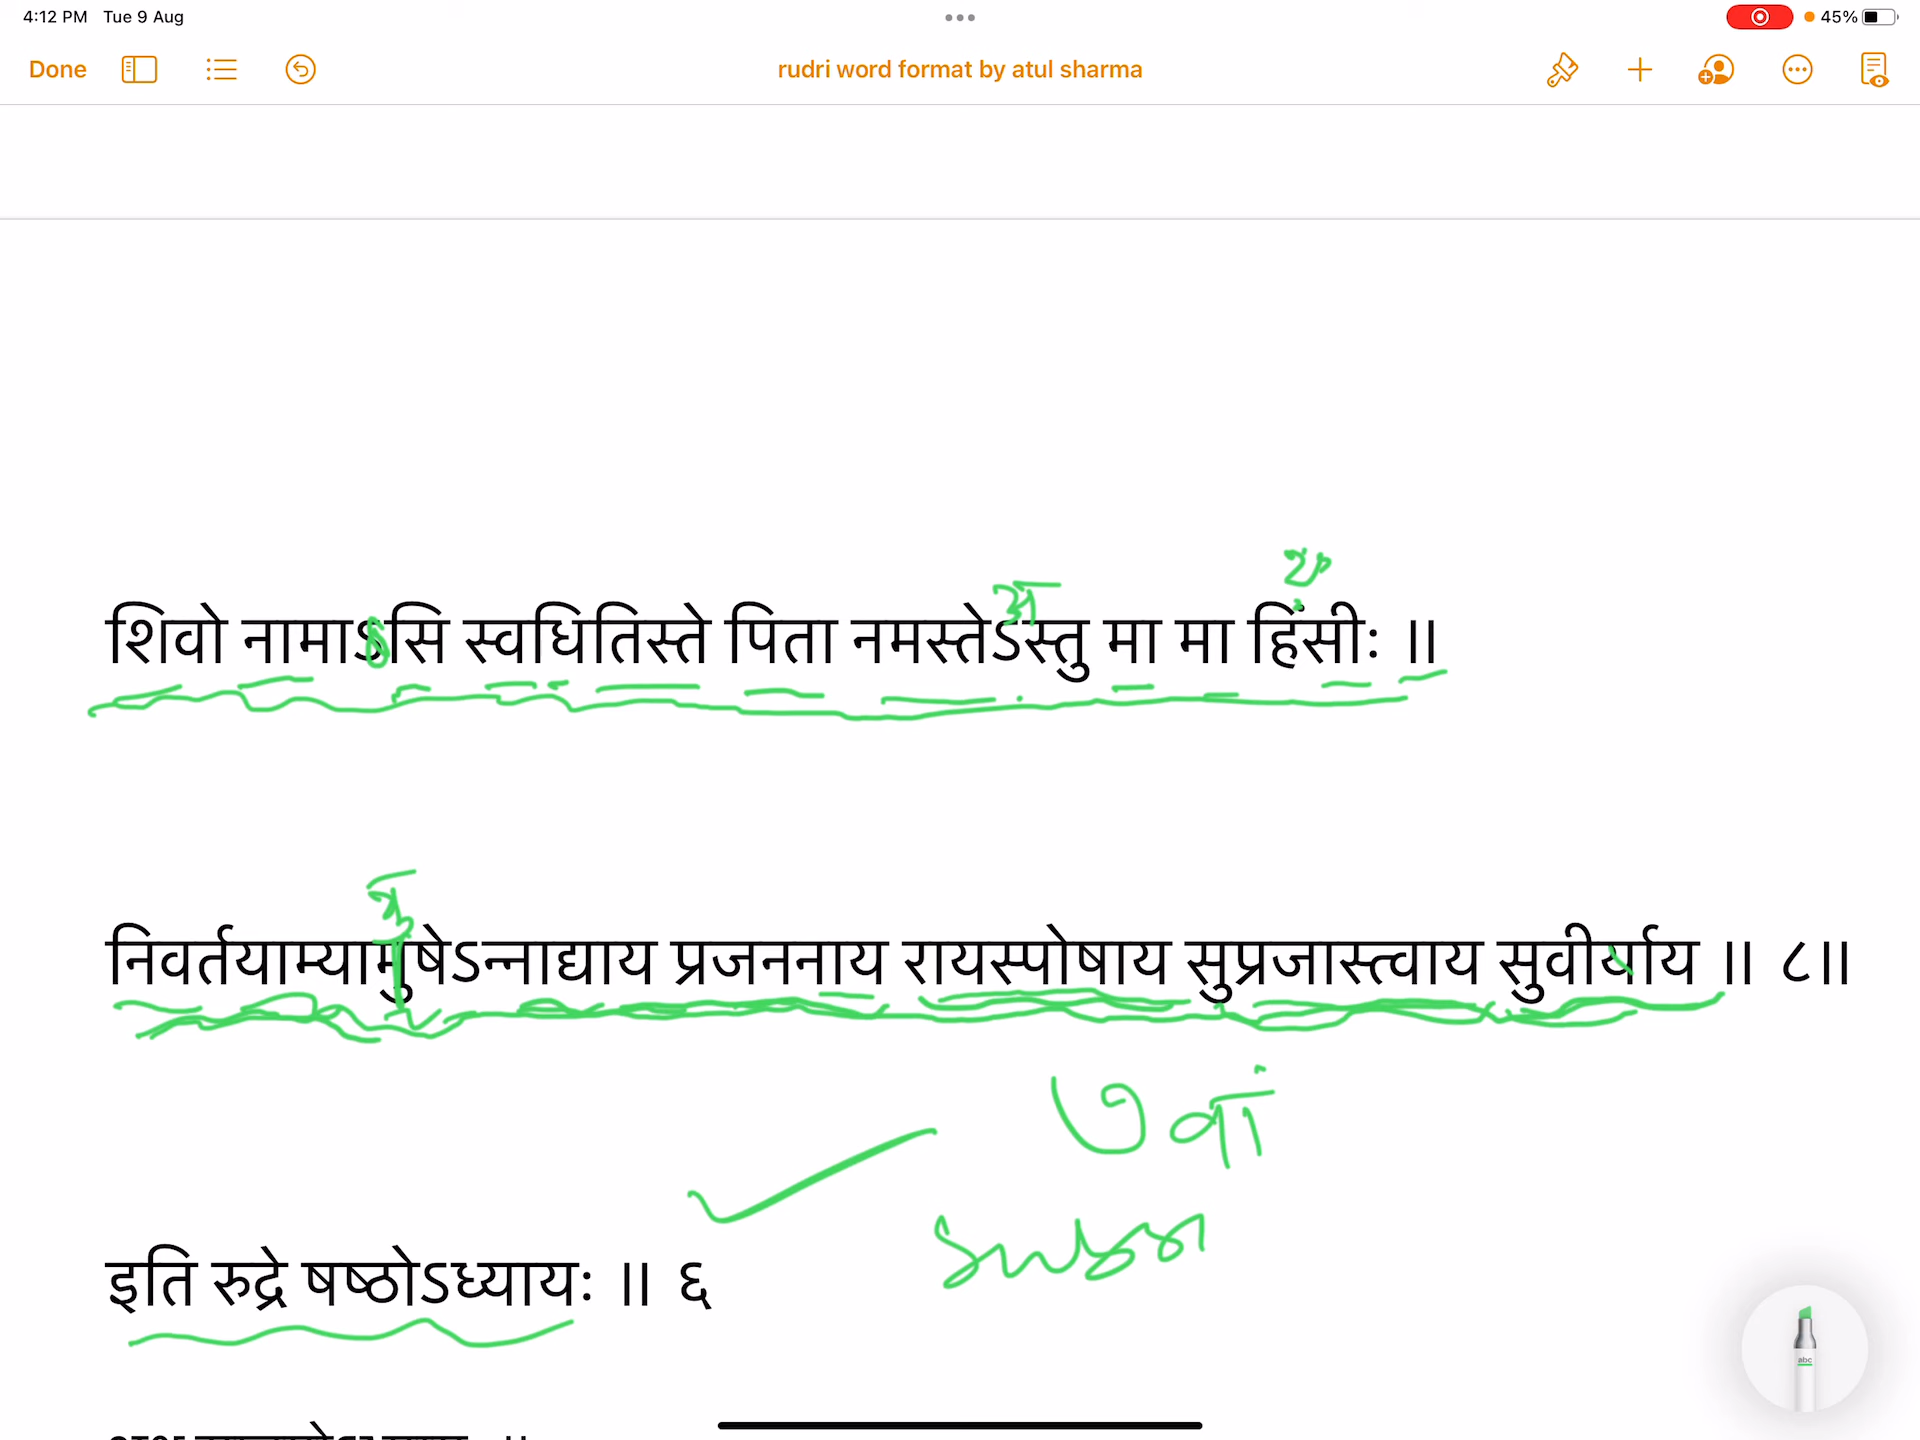 4:12 PM Tue 9 Aug
45%
Done
rudri word format by atul sharma
शिवो नामाऽसि स्वधितिस्ते पिता नमस्तेऽस्तु मा मा हिंसीः ॥
निवर्तयाम्यामुषेऽन्नाद्याय प्रजननाय रायस्पोषाय सुप्रजास्त्वाय सुवीर्याय ॥ ८॥
७ वां
इति रुद्रे षष्ठोऽध्यायः ॥ ६
abc